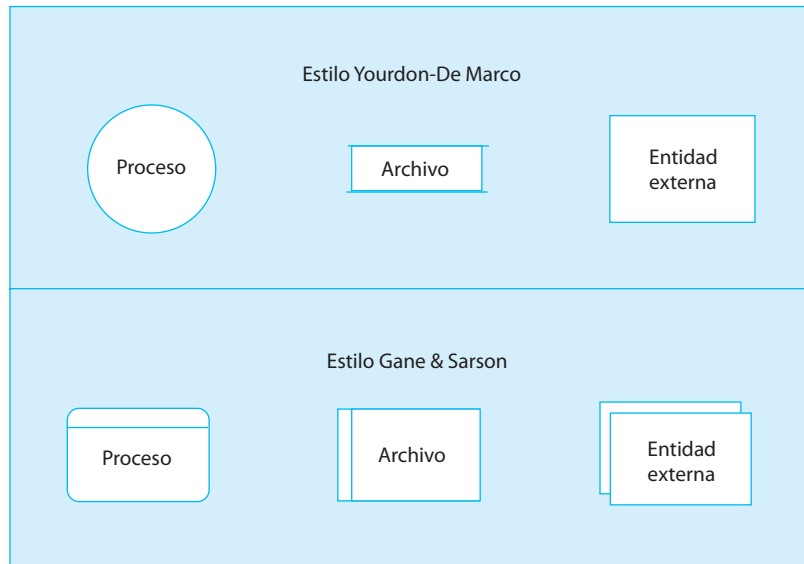 Estilo Yourdon-De Marco
Proceso
Archivo
Entidad
externa
Estilo Gane & Sarson
Proceso
Archivo
Entidad
externa